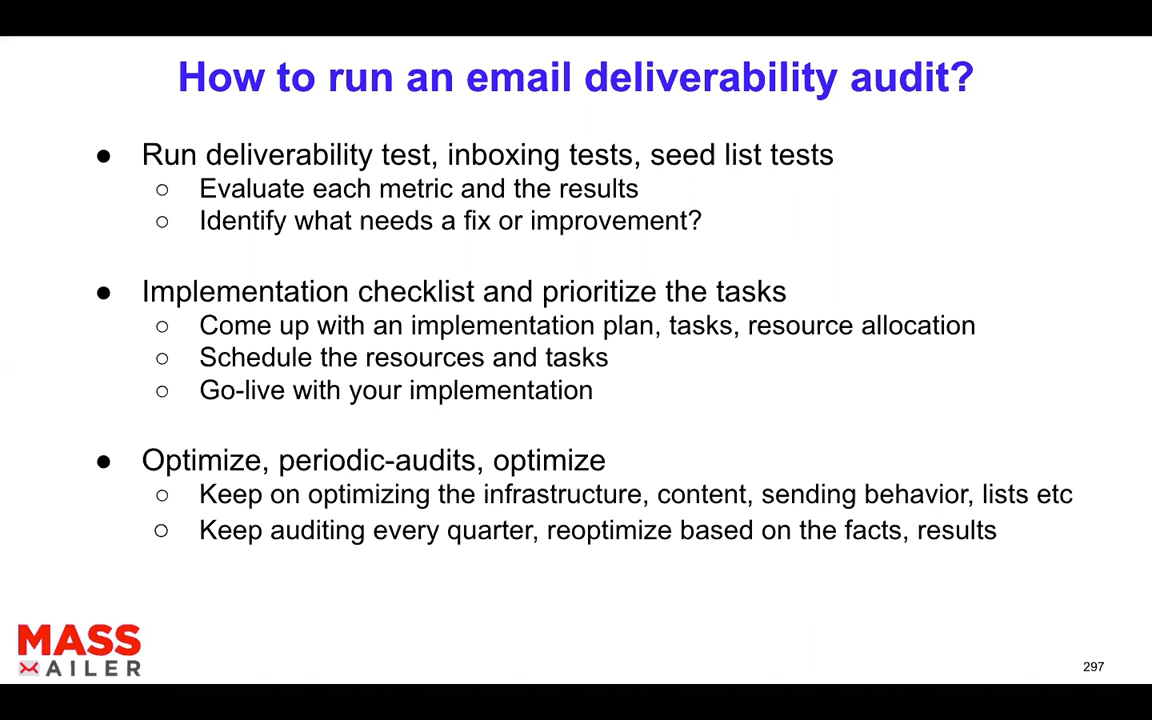 How to run an email deliverability audit?
● Run deliverability test, inboxing tests, seed list tests
○ Evaluate each metric and the results
○ Identify what needs a fix or improvement?
● Implementation checklist and prioritize the tasks
○ Come up with an implementation plan, tasks, resource allocation
○ Schedule the resources and tasks
○ Go-live with your implementation
● Optimize, periodic-audits, optimize
○ Keep on optimizing the infrastructure, content, sending behavior, lists etc
○ Keep auditing every quarter, reoptimize based on the facts, results
MASS
MAILER
297